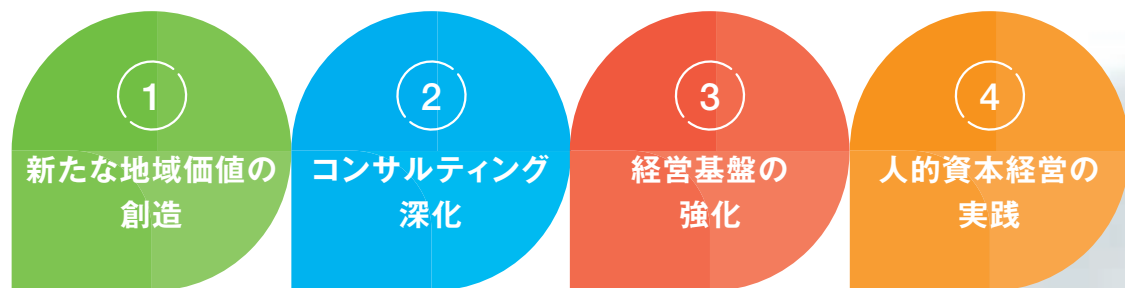 1
新たな地域価値の
創造
2
コンサルティング
深化
3
経営基盤の
強化
4
人的資本経営の
実践